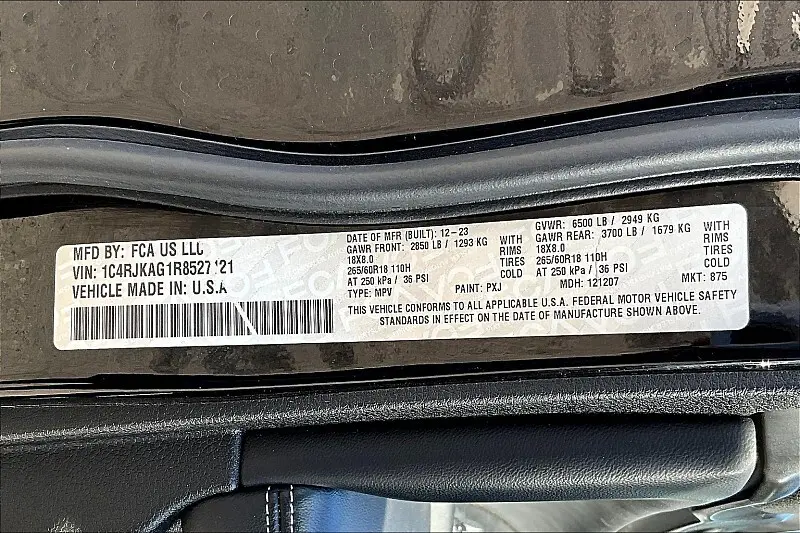 MFD BY: FCA US LLC
VEHICLE MADE IN: U.S.A
DATE OF MFR (BUILT): 12-23
GAWR FRONT: 2850 LB / 1293 KG WITH
18X8.0 RIMS
265/60R18 110H TIRES
AT 250 kPa / 36 PSI COLD
TYPE: MPV PAINT: PXJ
GVWR: 6500 LB / 2949 KG
GAWR REAR: 3700 LB / 1679 KG WITH
18X8.0 RIMS
265/60R18 110H TIRES
AT 250 kPa / 36 PSI COLD
MDH: 121207 MKT: 875
THIS VEHICLE CONFORMS TO ALL APPLICABLE U.S.A. FEDERAL MOTOR VEHICLE SAFETY
STANDARDS IN EFFECT ON THE DATE OF MANUFACTURE SHOWN ABOVE.
VIN: